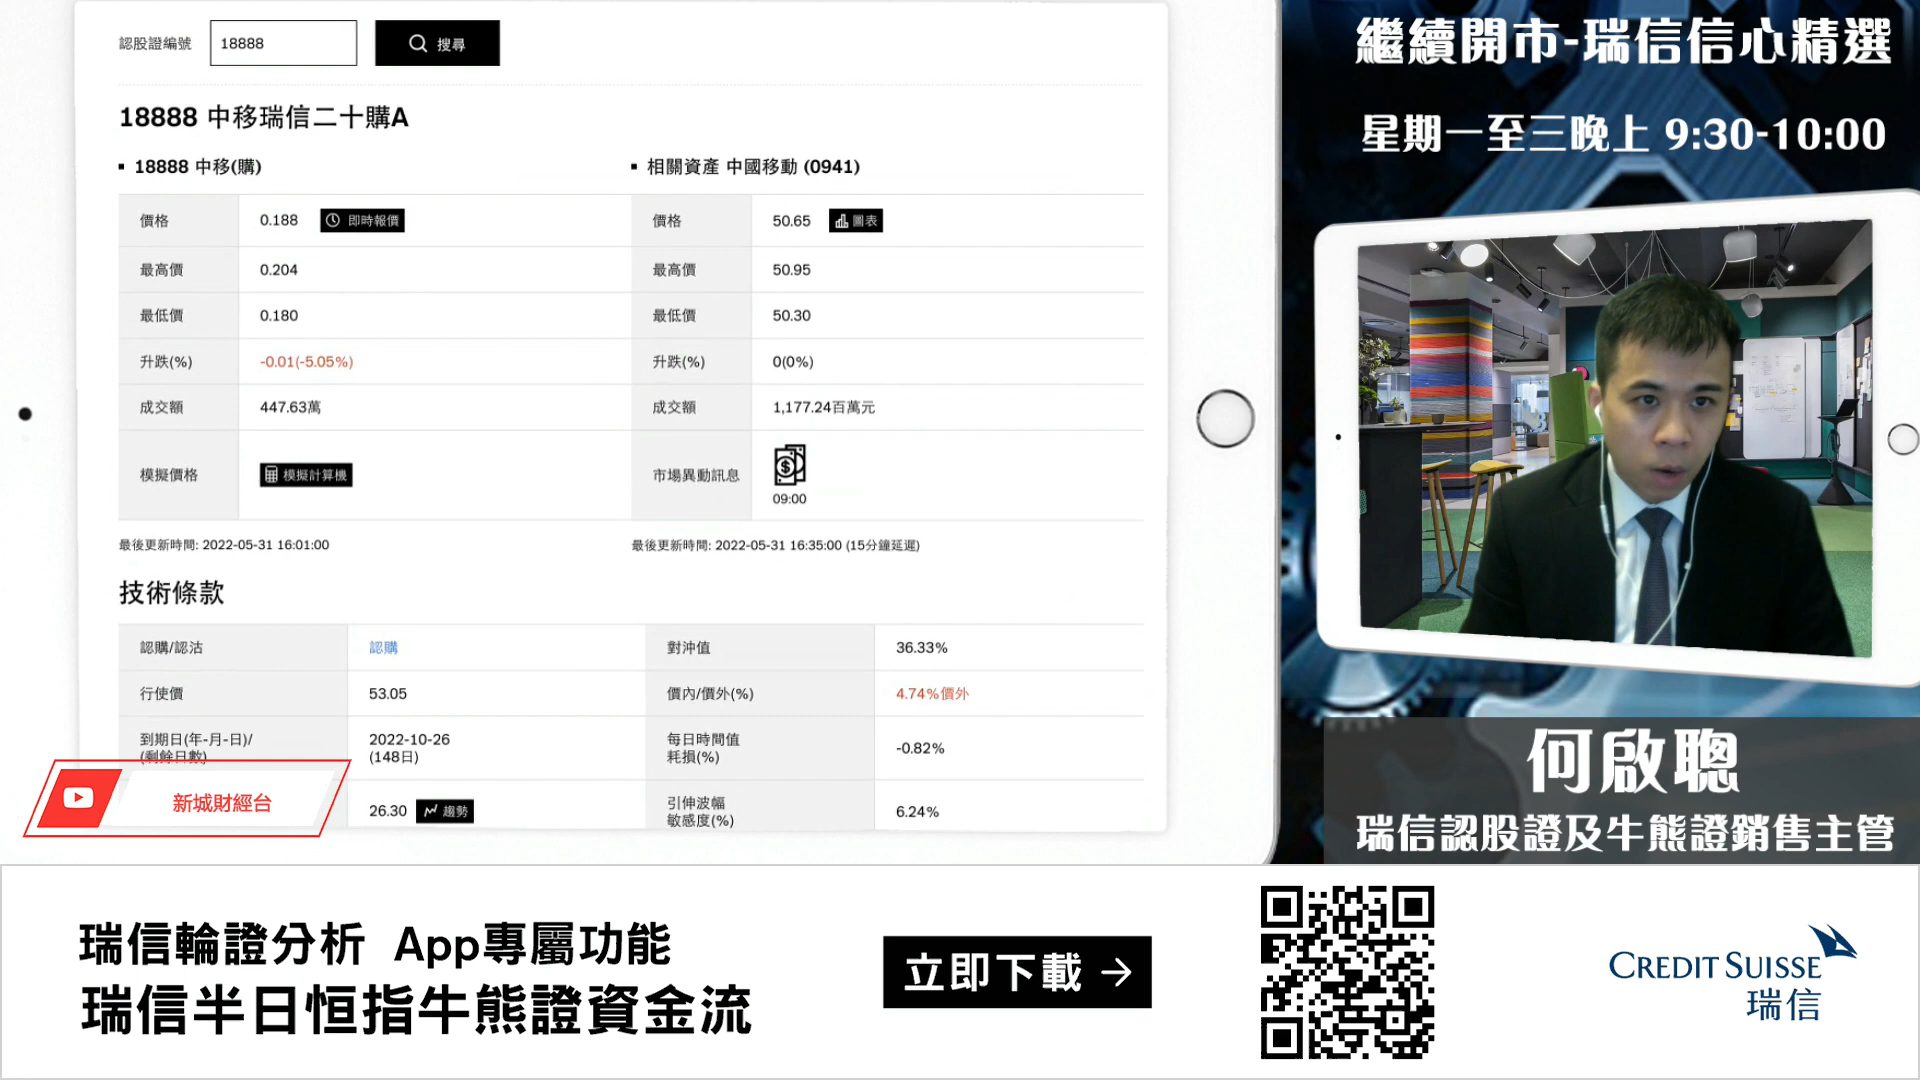 認股證編號
18888
搜尋
18888 中移瑞信二十購A
18888 中移(購)
價格
0.188
即時報價
最高價
0.204
最低價
0.180
升跌(%)
-0.01(-5.05%)
成交額
447.63萬
模擬價格
模擬計算機
最後更新時間: 2022-05-31 16:01:00
相關資產 中國移動 (0941)
價格
50.65
圖表
最高價
50.95
最低價
50.30
升跌(%)
0(0%)
成交額
1,177.24百萬元
市場異動訊息
09:00
最後更新時間: 2022-05-31 16:35:00 (15分鐘延遲)
技術條款
認購/認沽
認購
對沖值
36.33%
行使價
53.05
價內/價外(%)
4.74%價外
到期日(年-月-日)/
(剩餘日數)
2022-10-26
(148日)
每日時間值
耗損(%)
-0.82%
26.30
趨勢
引伸波幅
敏感度(%)
6.24%
新城財經台
繼續開市-瑞信信心精選
星期一至三晚上 9:30-10:00
何啟聰
瑞信認股證及牛熊證銷售主管
瑞信輪證分析 App專屬功能
瑞信半日恒指牛熊證資金流
立即下載
CREDIT SUISSE
瑞信